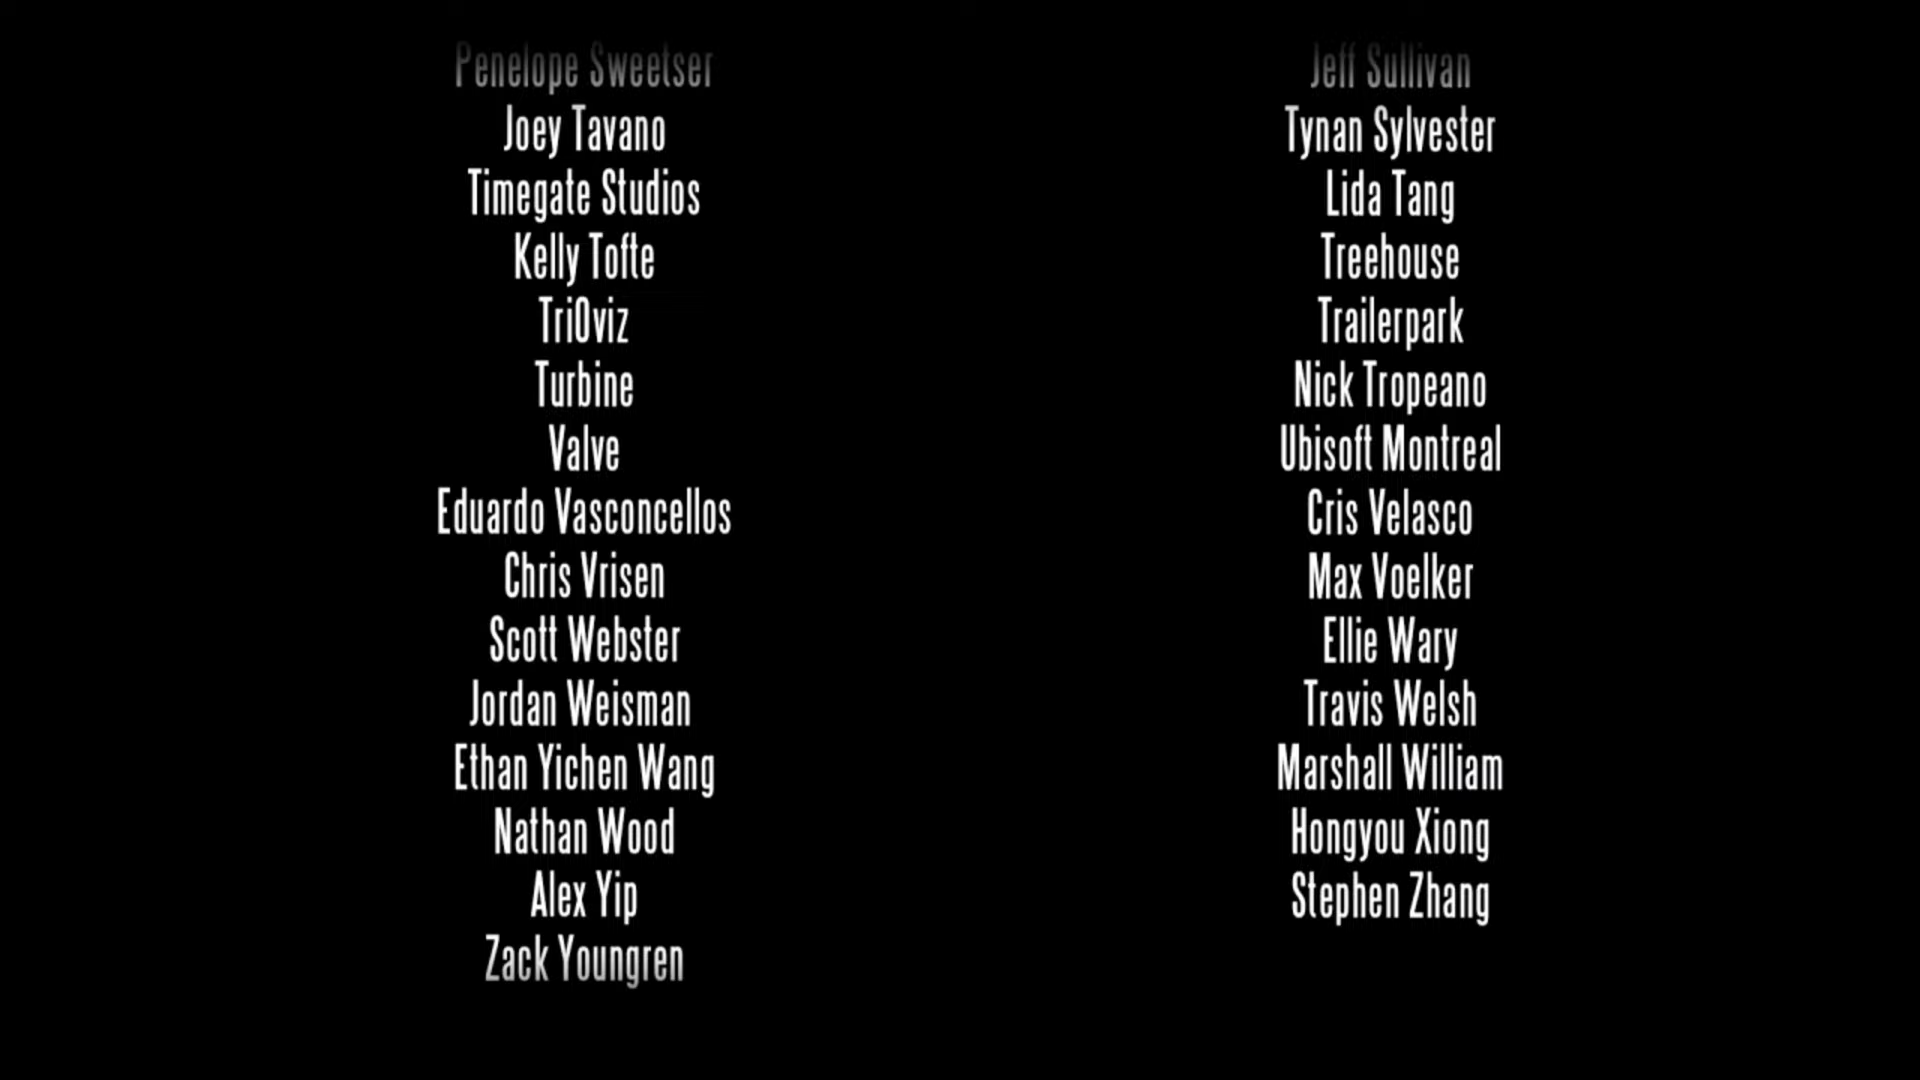 Penelope Sweetser
Jeff Sullivan
Joey Tavano
Tynan Sylvester
Timegate Studios
Lida Tang
Kelly Tofte
Treehouse
TriOviz
Trailerpark
Turbine
Nick Tropeano
Valve
Ubisoft Montreal
Eduardo Vasconcellos
Cris Velasco
Chris Vrisen
Max Voelker
Scott Webster
Ellie Wary
Jordan Weisman
Travis Welsh
Ethan Yichen Wang
Marshall William
Nathan Wood
Hongyou Xiong
Alex Yip
Stephen Zhang
Zack Youngren